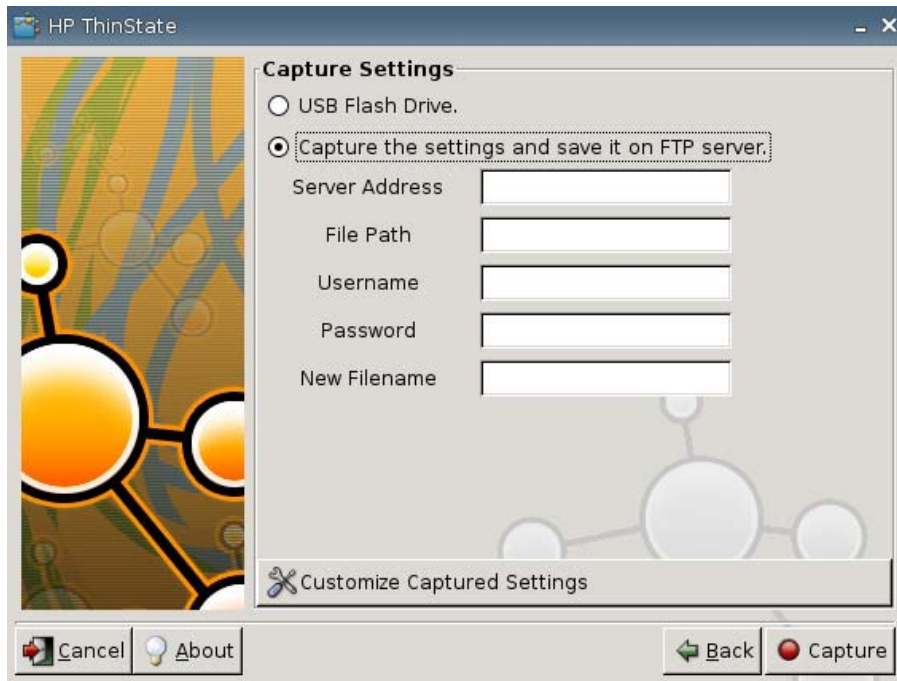 HP ThinState
Capture Settings
USB Flash Drive.
Capture the settings and save it on FTP server.
Server Address
File Path
Username
Password
New Filename
Customize Captured Settings
Cancel About Back Capture